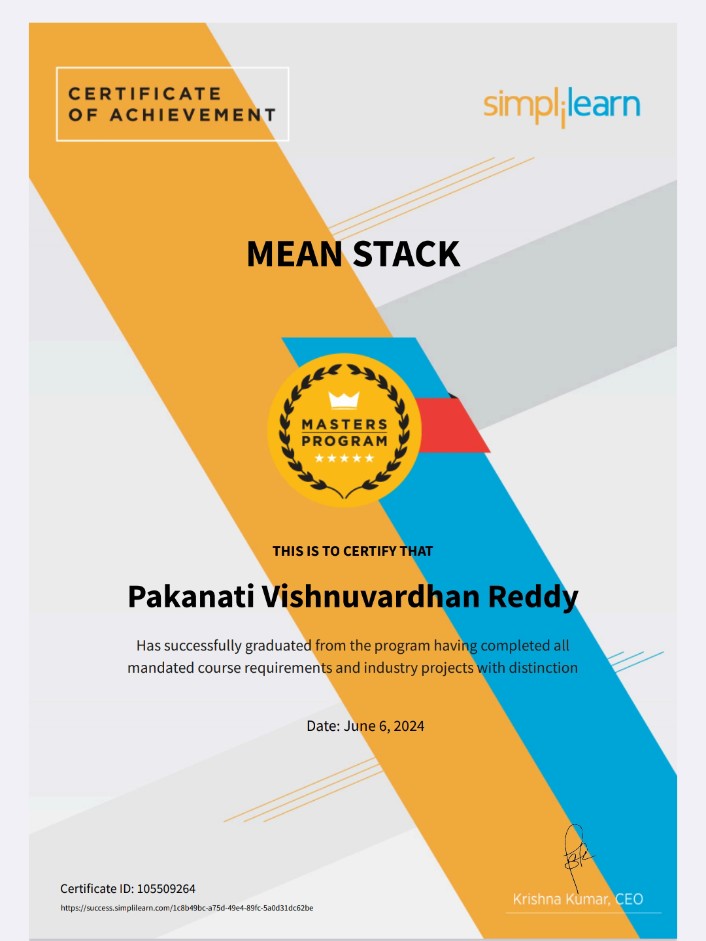 CERTIFICATE
OF ACHIEVEMENT
simplilearn
MEAN STACK
MASTERS
PROGRAM
THIS IS TO CERTIFY THAT
Pakanati Vishnuvardhan Reddy
Has successfully graduated from the program having completed all
mandated course requirements and industry projects with distinction
Date: June 6, 2024
Certificate ID: 105509264
https://success.simplilearn.com/1c8b49bc-a75d-49e4-89fc-5a0d31dc62be
Krishna Kumar, CEO